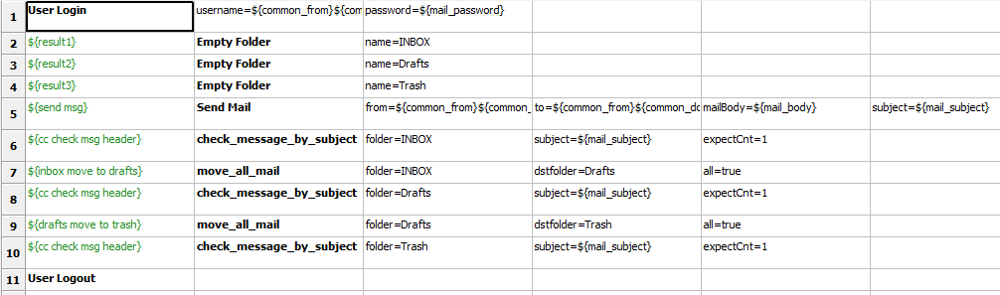 1 User Login username=${common_from}${com password=${mail_password}
2 ${result1} Empty Folder name=INBOX
3 ${result2} Empty Folder name=Drafts
4 ${result3} Empty Folder name=Trash
5 ${send msg} Send Mail from=${common_from}${common_ to=${common_from}${common_do mailBody=${mail_body} subject=${mail_subject}
6 ${cc check msg header} check_message_by_subject folder=INBOX subject=${mail_subject} expectCnt=1
7 ${inbox move to drafts} move_all_mail folder=INBOX dstfolder=Drafts all=true
8 ${cc check msg header} check_message_by_subject folder=Drafts subject=${mail_subject} expectCnt=1
9 ${drafts move to trash} move_all_mail folder=Drafts dstfolder=Trash all=true
10 ${cc check msg header} check_message_by_subject folder=Trash subject=${mail_subject} expectCnt=1
11 User Logout